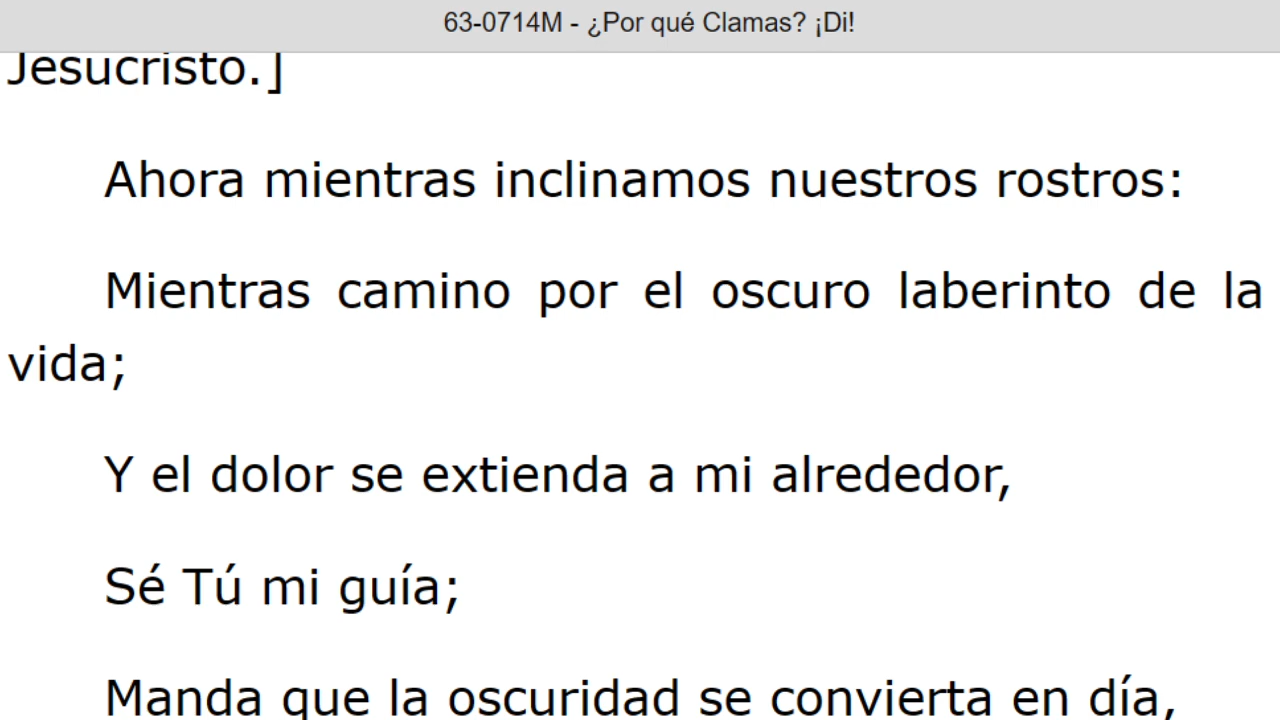 63-0714M - ¿Por qué Clamas? ¡Di!
Jesucristo.]
Ahora mientras inclinamos nuestros rostros:
Mientras camino por el oscuro laberinto de la
vida;
Y el dolor se extienda a mi alrededor,
Sé Tú mi guía;
Manda que la oscuridad se convierta en día,